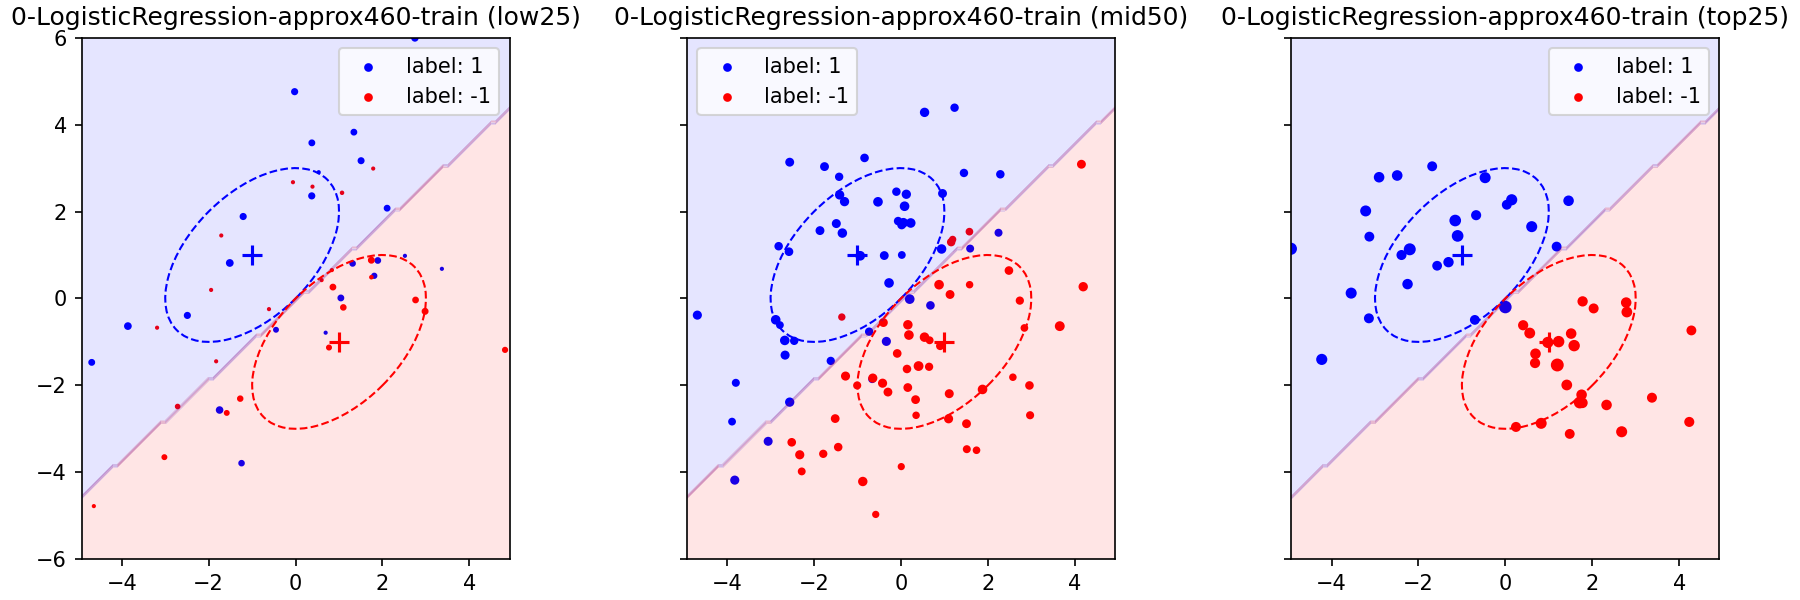 0-LogisticRegression-approx460-train (low25)
label: 1
label: -1
6
4
2
0
−2
−4
−6
−4 −2 0 2 4
0-LogisticRegression-approx460-train (mid50)
label: 1
label: -1
−4 −2 0 2 4
0-LogisticRegression-approx460-train (top25)
label: 1
label: -1
−4 −2 0 2 4